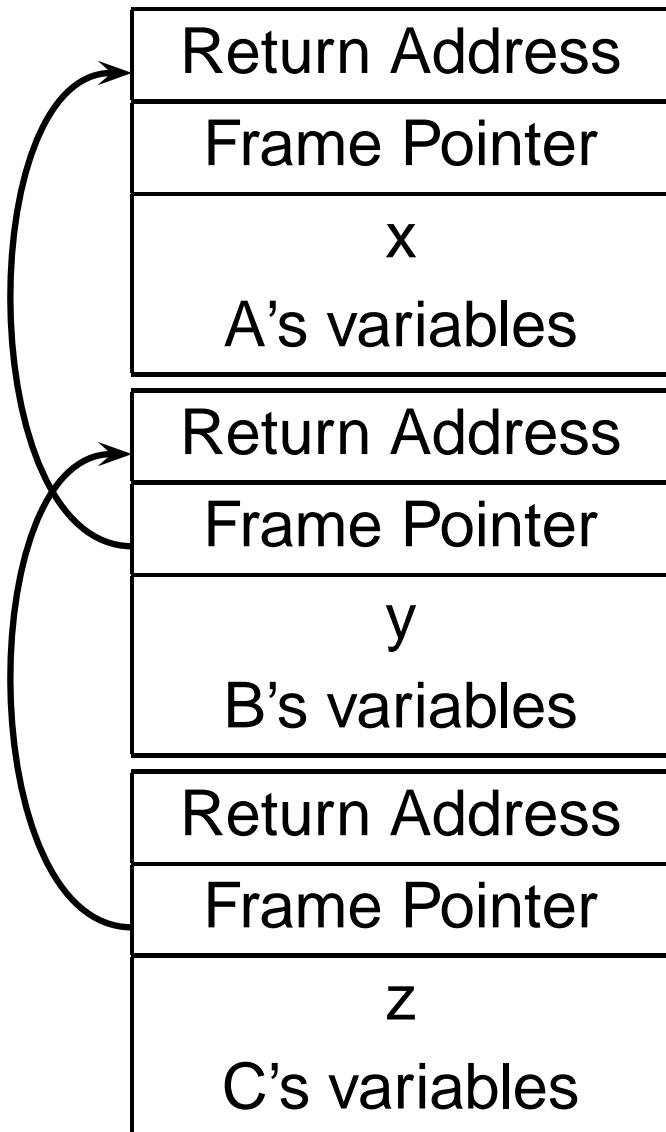 Return Address
Frame Pointer
x
A’s variables
Return Address
Frame Pointer
y
B’s variables
Return Address
Frame Pointer
z
C’s variables